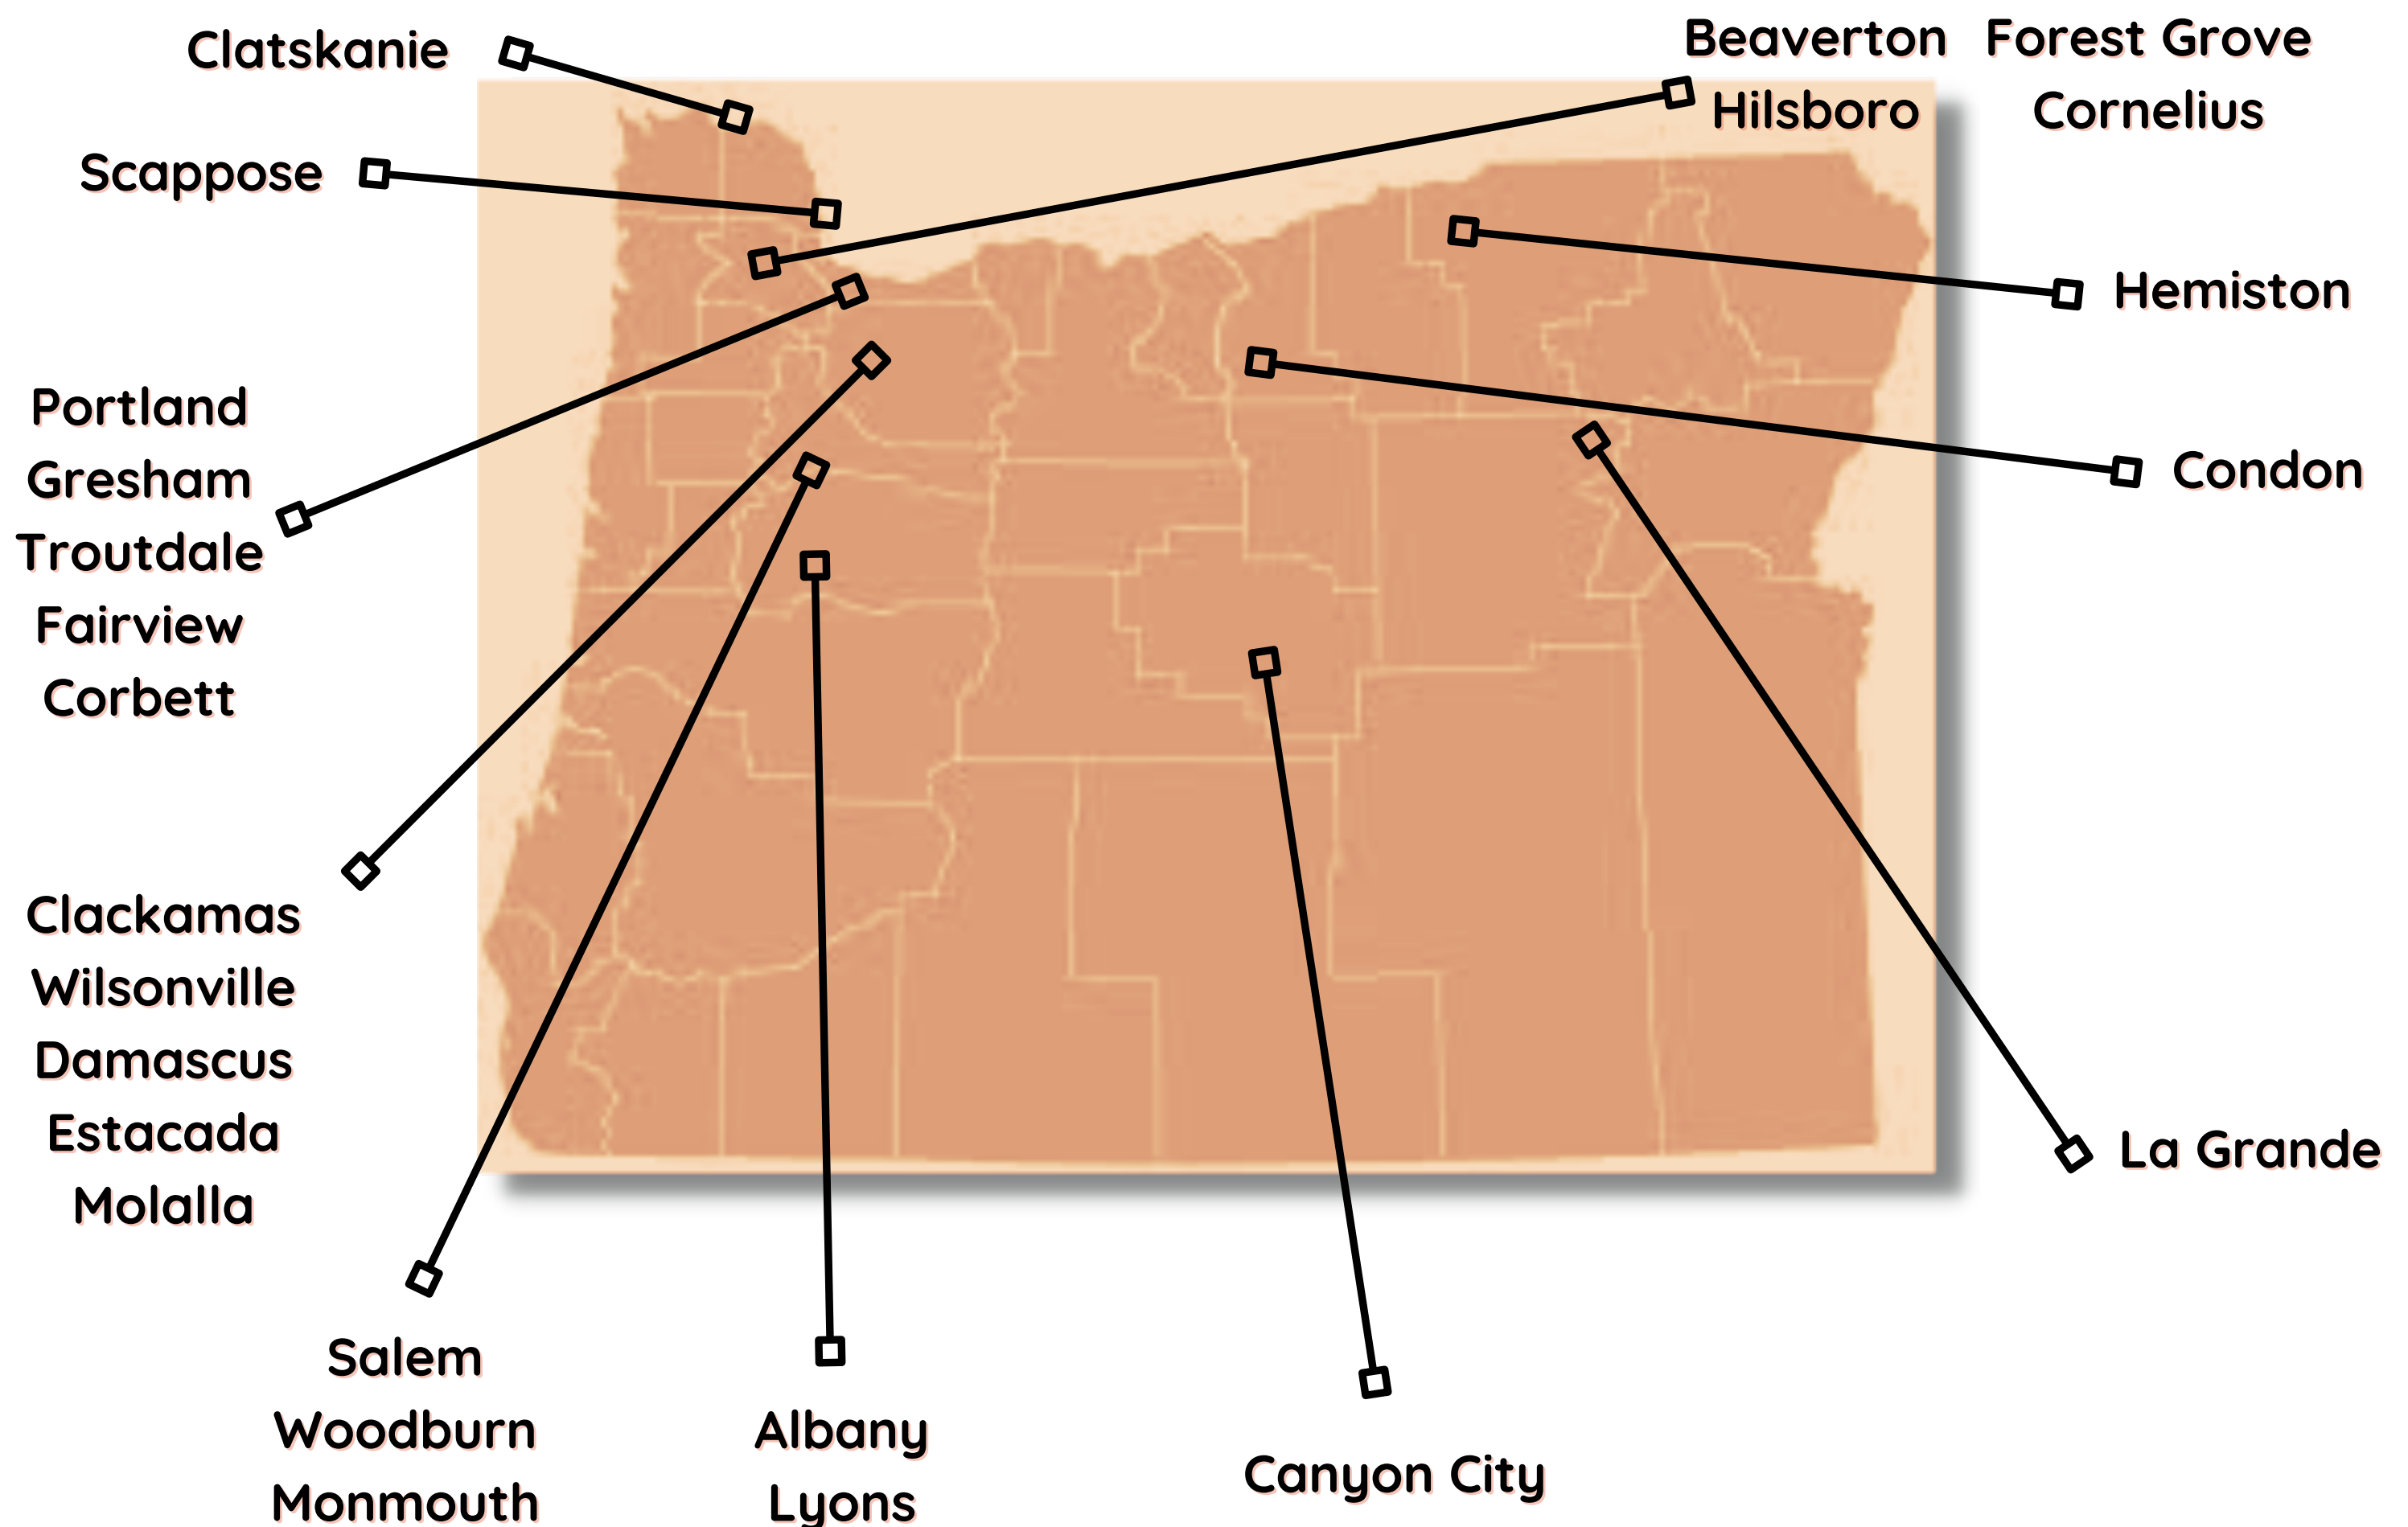 Clatskanie
Scappose
Beaverton Forest Grove
Hilsboro Cornelius
Hemiston
Condon
Portland
Gresham
Troutdale
Fairview
Corbett
Clackamas
Wilsonville
Damascus
Estacada
Molalla
La Grande
Salem
Woodburn
Monmouth
Albany
Lyons
Canyon City